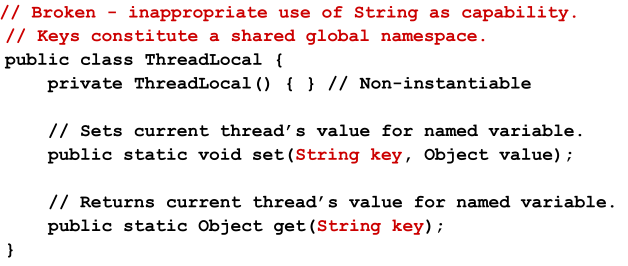 // Broken - inappropriate use of String as capability.
// Keys constitute a shared global namespace.
public class ThreadLocal {
    private ThreadLocal() { } // Non-instantiable

    // Sets current thread’s value for named variable.
    public static void set(String key, Object value);

    // Returns current thread’s value for named variable.
    public static Object get(String key);
}